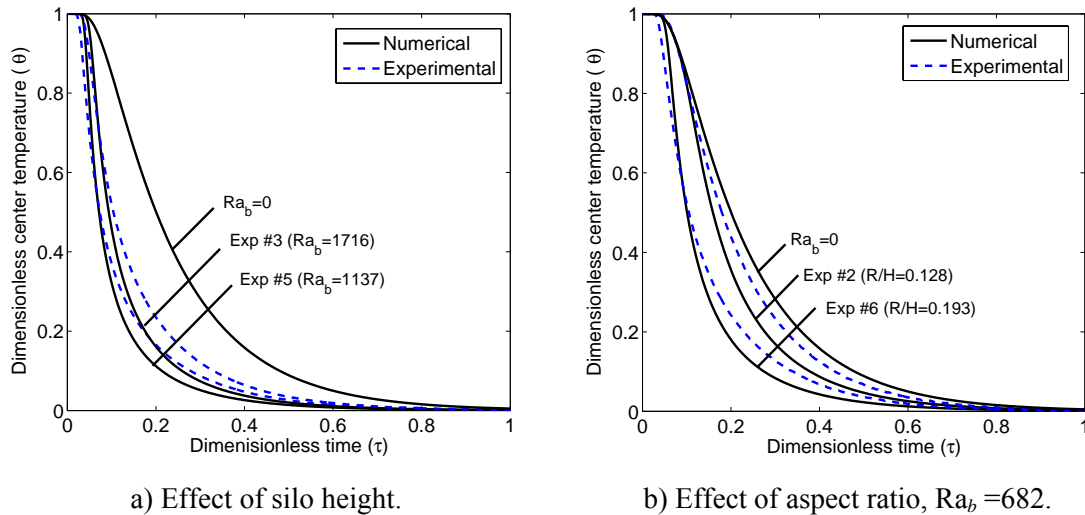 1
0.8
0.6
0.4
0.2
0
0 0.2 0.4 0.6 0.8 1
Dimensionless center temperature ( θ)
Dimenisionless time (τ)
Numerical
Experimental
Ra_b=0
Exp #3 (Ra_b=1716)
Exp #5 (Ra_b=1137)
a) Effect of silo height.
1
0.8
0.6
0.4
0.2
0
0 0.2 0.4 0.6 0.8 1
Dimensionless center temperature ( θ)
Dimensionless time (τ)
Numerical
Experimental
Ra_b=0
Exp #2 (R/H=0.128)
Exp #6 (R/H=0.193)
b) Effect of aspect ratio, Ra_b =682.